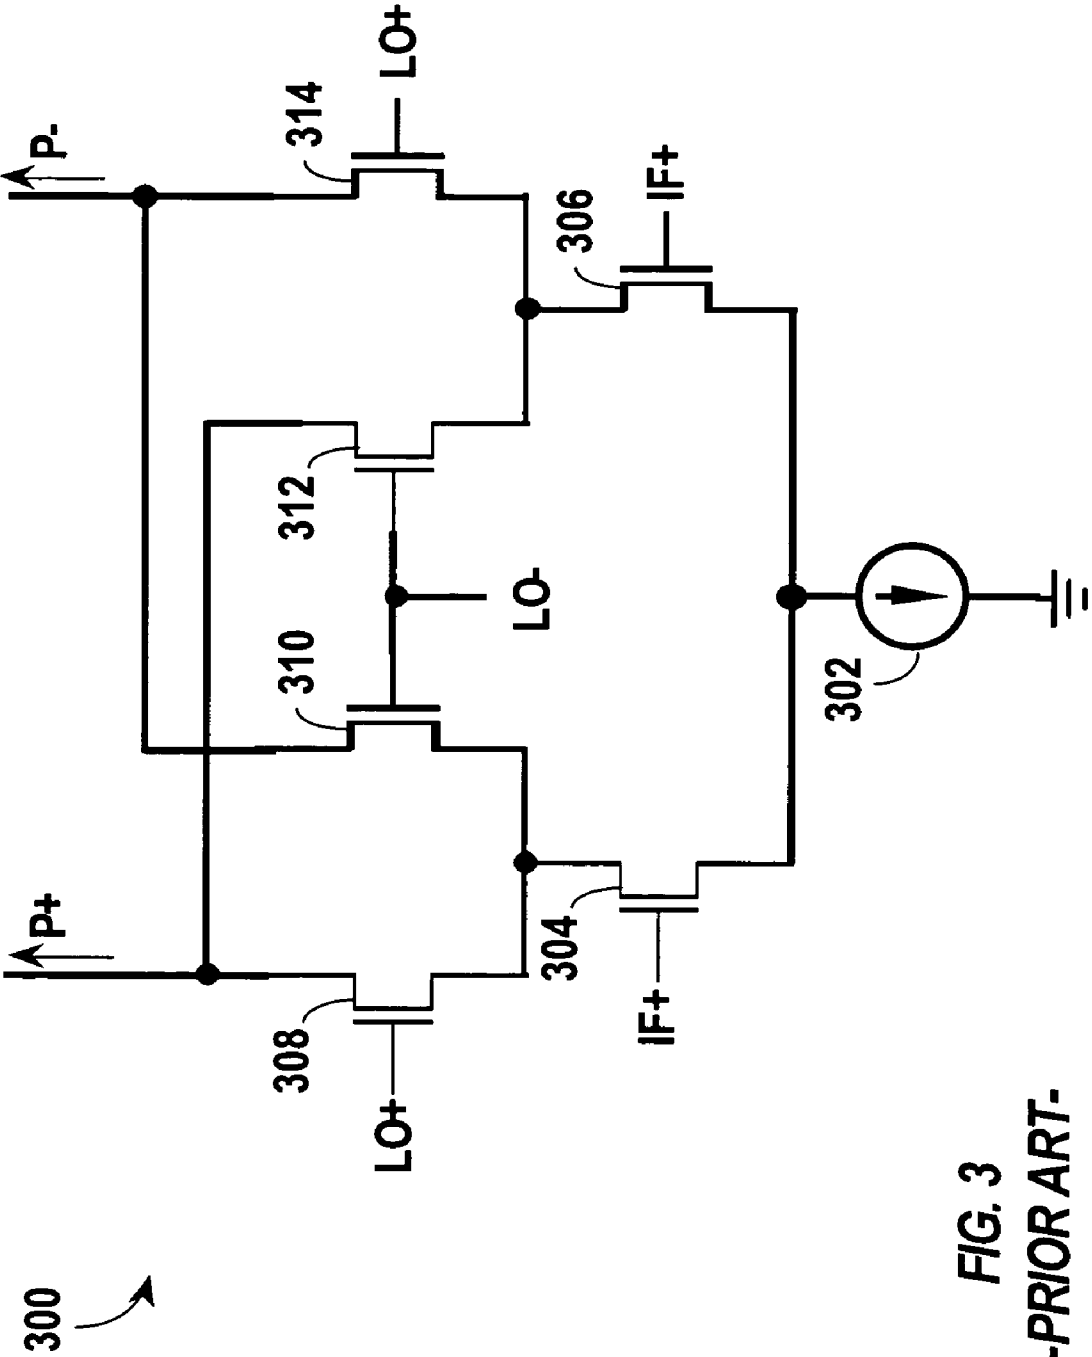 300
P+
P-
308
310
312
314
LO+
LO-
LO+
304
306
IF+
IF+
302
FIG. 3
-PRIOR ART-